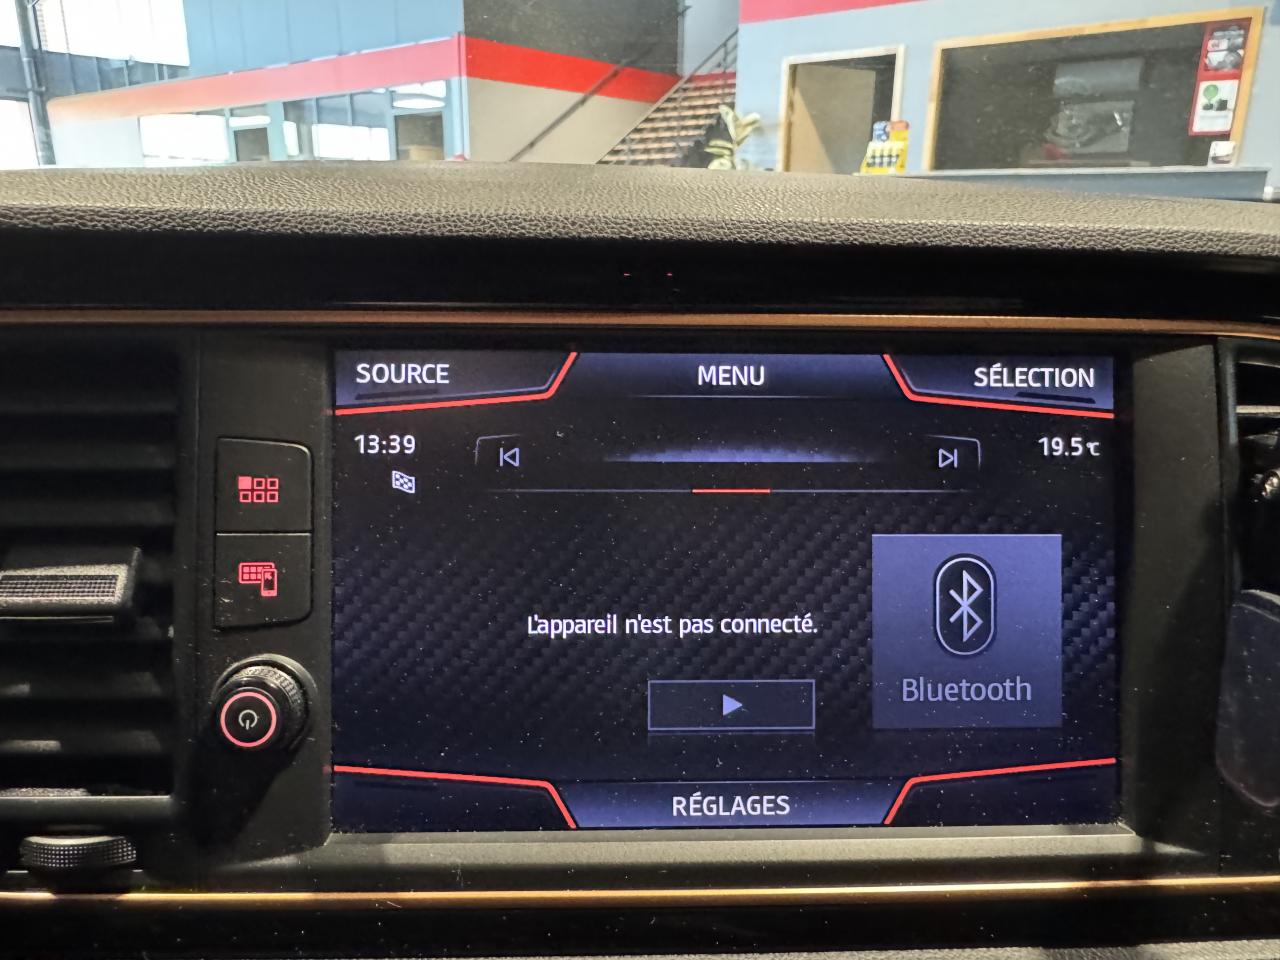 SOURCE
MENU
SÉLECTION
13:39
19.5°C
L'appareil n'est pas connecté.
Bluetooth
RÉGLAGES